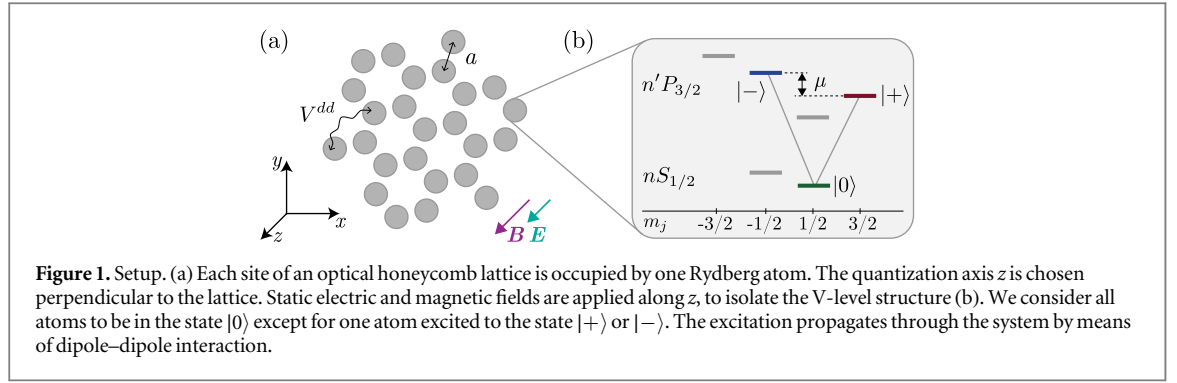 (a)
(b)
a
V^{dd}
y
x
z
B E
n′P_{3/2}
|−⟩
μ
|+⟩
nS_{1/2}
|0⟩
m_j -3/2 -1/2 1/2 3/2
Figure 1. Setup. (a) Each site of an optical honeycomb lattice is occupied by one Rydberg atom. The quantization axis z is chosen
perpendicular to the lattice. Static electric and magnetic fields are applied along z, to isolate the V-level structure (b). We consider all
atoms to be in the state |0⟩ except for one atom excited to the state |+⟩ or |−⟩. The excitation propagates through the system by means
of dipole–dipole interaction.